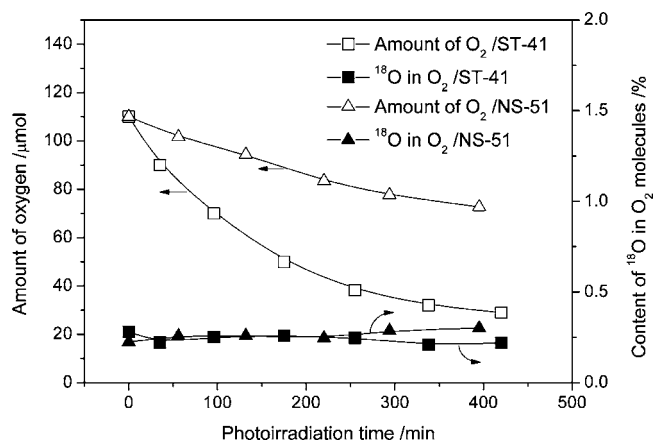 Amount of O₂ /ST-41
¹⁸O in O₂ /ST-41
Amount of O₂ /NS-51
¹⁸O in O₂ /NS-51
Amount of oxygen /μmol
140
120
100
80
60
40
20
0
2.0
1.5
1.0
0.5
0.0
Content of ¹⁸O in O₂ molecules /%
0
100
200
300
400
500
Photoirradiation time /min